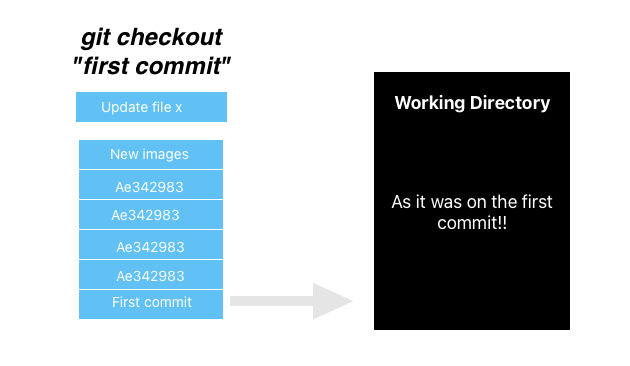 git checkout
"first commit"
Update file x
New images
Ae342983
Ae342983
Ae342983
Ae342983
First commit
Working Directory
As it was on the first
commit!!